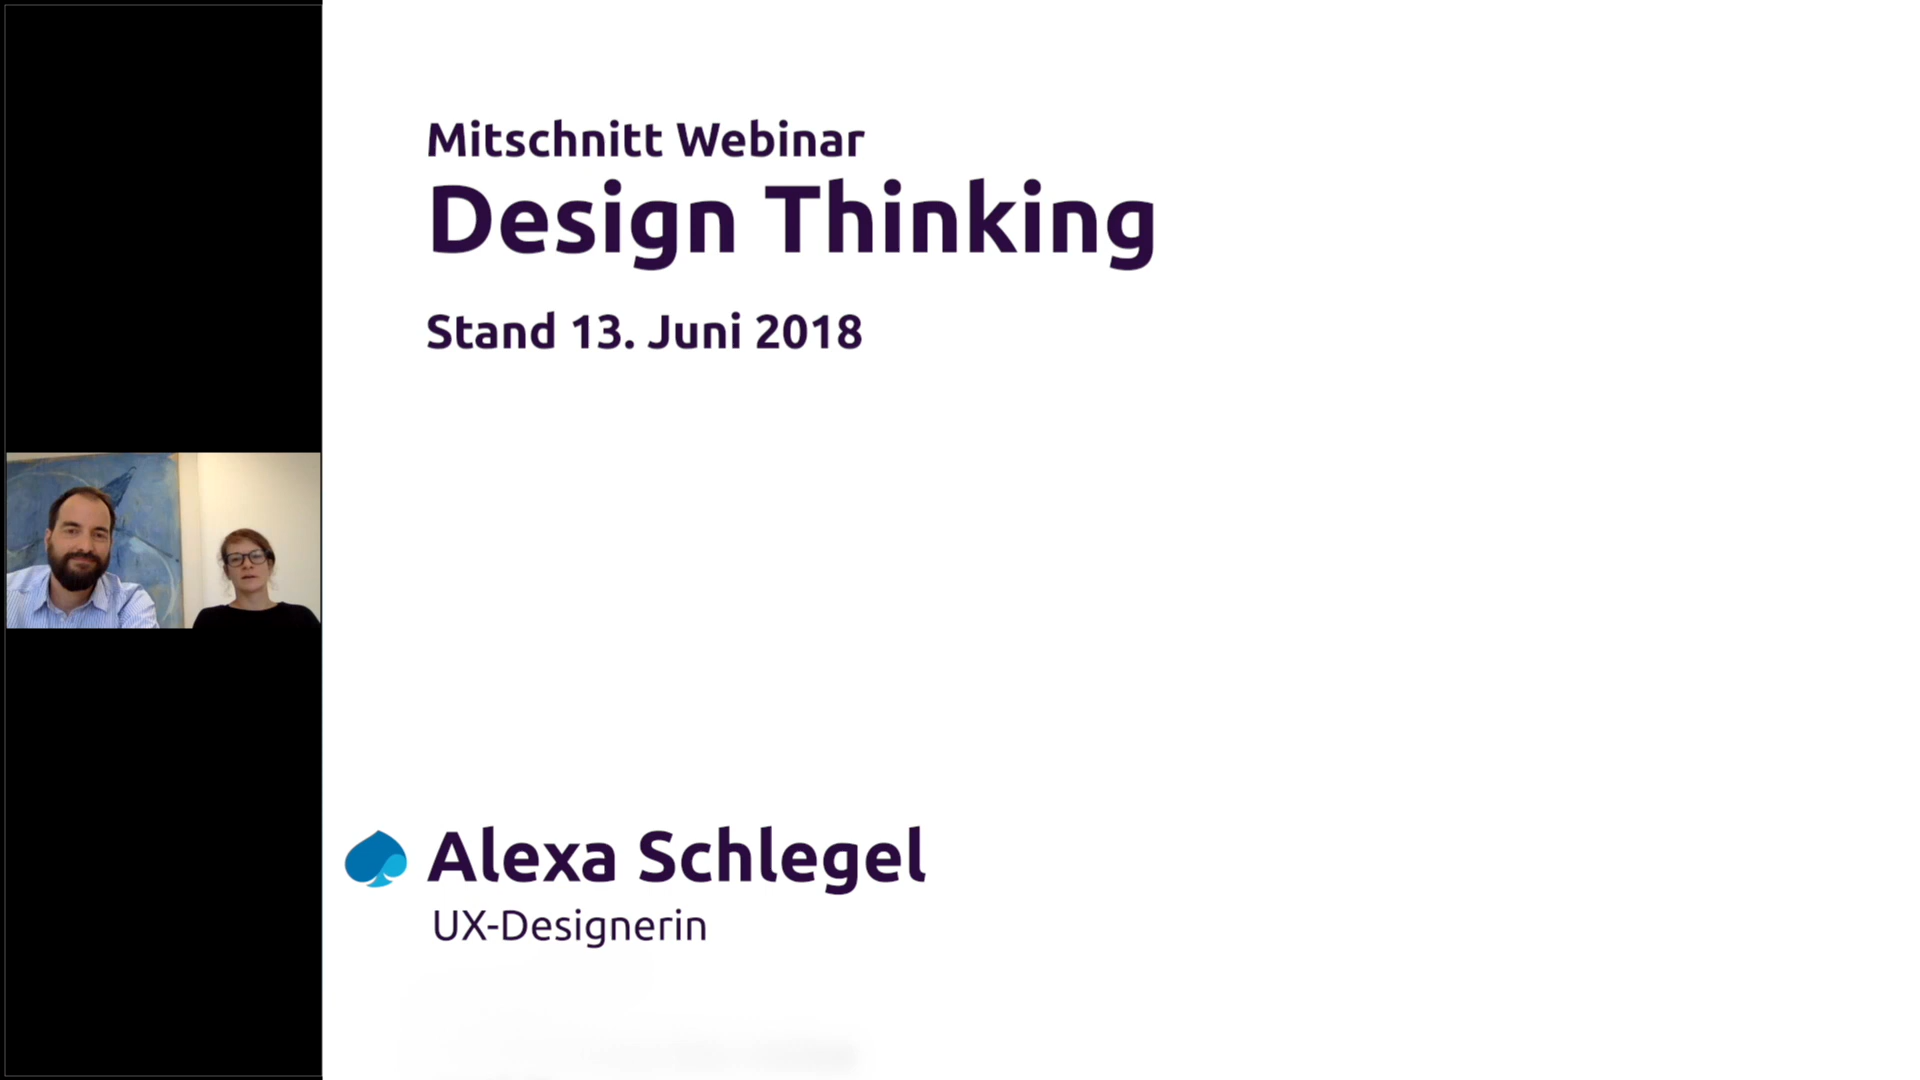 Mitschnitt Webinar
Design Thinking
Stand 13. Juni 2018
Alexa Schlegel
UX-Designerin